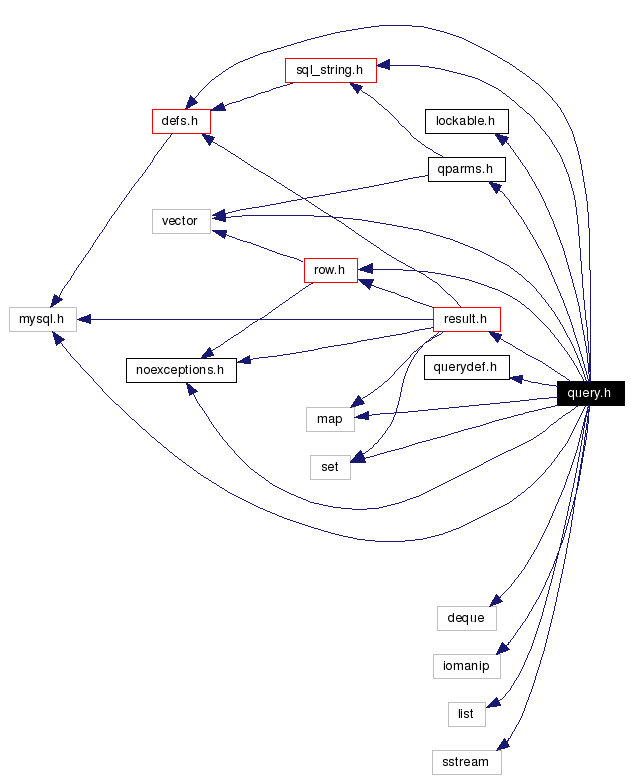 sql_string.h
defs.h
lockable.h
qparms.h
vector
row.h
mysql.h
result.h
noexceptions.h
querydef.h
query.h
map
set
deque
iomanip
list
sstream